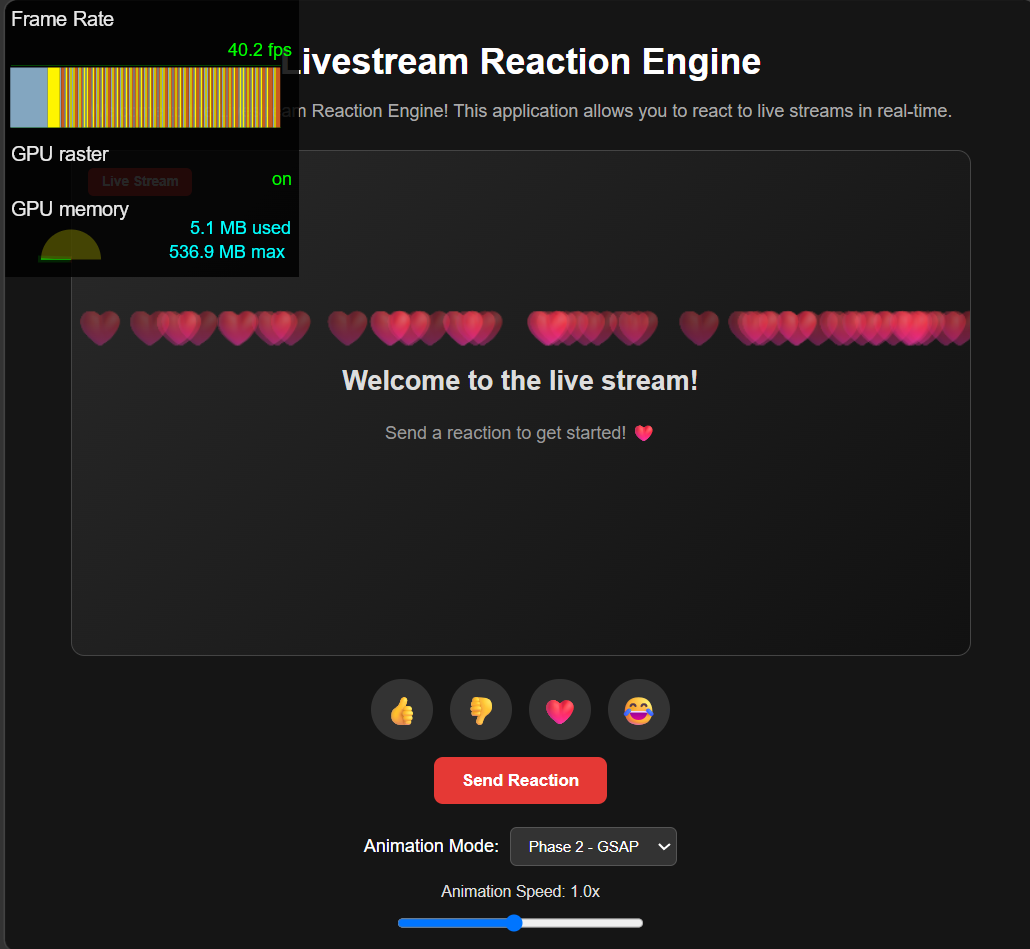 Frame Rate
40.2 fps
Livestream Reaction Engine
Reaction Engine! This application allows you to react to live streams in real-time.
GPU raster
on
Live Stream
GPU memory
5.1 MB used
536.9 MB max
Welcome to the live stream!
Send a reaction to get started!
Send Reaction
Animation Mode:
Phase 2 - GSAP
Animation Speed: 1.0x